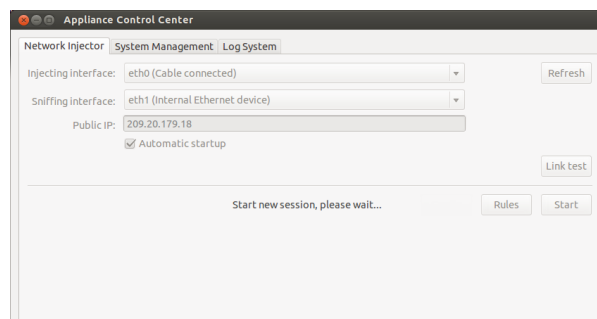 Appliance Control Center
Network Injector System Management Log System
Injecting interface: eth0 (Cable connected) Refresh
Sniffing interface: eth1 (Internal Ethernet device)
Public IP: 209.20.179.18
Automatic startup
Link test
Start new session, please wait... Rules Start